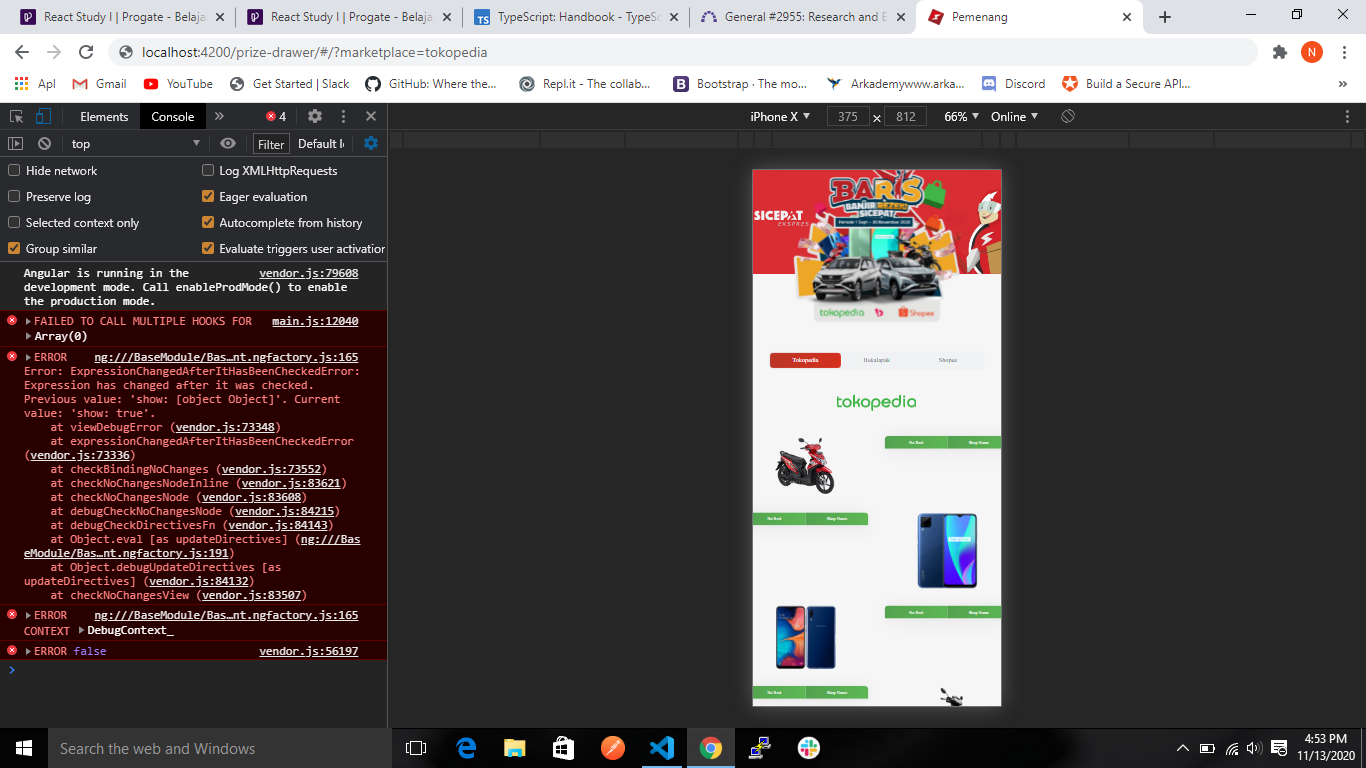 React Study I | Progate - Belaja
React Study I | Progate - Belaja
TS
TypeScript: Handbook - TypeSc
General #2955: Research and E
Pemenang
localhost:4200/prize-drawer/#/?marketplace=tokopedia
N
Apl
Gmail
YouTube
Get Started | Slack
GitHub: Where the...
Repl.it - The collab...
Bootstrap · The mo...
Arkademywww.arka...
Discord
Build a Secure API...
Elements
Console
4
iPhone X
375
812
66%
Online
top
Filter
Default l
Hide network
Log XMLHttpRequests
Preserve log
Eager evaluation
Selected context only
Autocomplete from history
Group similar
Evaluate triggers user activation
Angular is running in the vendor.js:79608
development mode. Call enableProdMode() to enable
the production mode.
FAILED TO CALL MULTIPLE HOOKS FOR main.js:12040
Array(0)
ERROR ng:///BaseModule/Bas…nt.ngfactory.js:165
Error: ExpressionChangedAfterItHasBeenCheckedError:
Expression has changed after it was checked.
Previous value: 'show: [object Object]'. Current
value: 'show: true'.
at viewDebugError (vendor.js:73348)
at expressionChangedAfterItHasBeenCheckedError
(vendor.js:73336)
at checkBindingNoChanges (vendor.js:73552)
at checkNoChangesNodeInline (vendor.js:83621)
at checkNoChangesNode (vendor.js:83608)
at debugCheckNoChangesNode (vendor.js:84215)
at debugCheckDirectivesFn (vendor.js:84143)
at Object.eval [as updateDirectives] (ng:///Bas
eModule/Bas…nt.ngfactory.js:191)
at Object.debugUpdateDirectives [as
updateDirectives] (vendor.js:84132)
at checkNoChangesView (vendor.js:83507)
ERROR ng:///BaseModule/Bas…nt.ngfactory.js:165
CONTEXT DebugContext_
ERROR false vendor.js:56197
BARIS
BANJIR REZEKI
SICEPAT!
Periode 1 Sept - 30 November 2020
SICEPAT
EKSPRES
tokopedia
Shopee
Tokopedia
Bukalapak
Shopee
tokopedia
No Resi
Shop Name
No Resi
Shop Name
No Resi
Shop Name
No Resi
Shop Name
Search the web and Windows
4:53 PM
11/13/2020